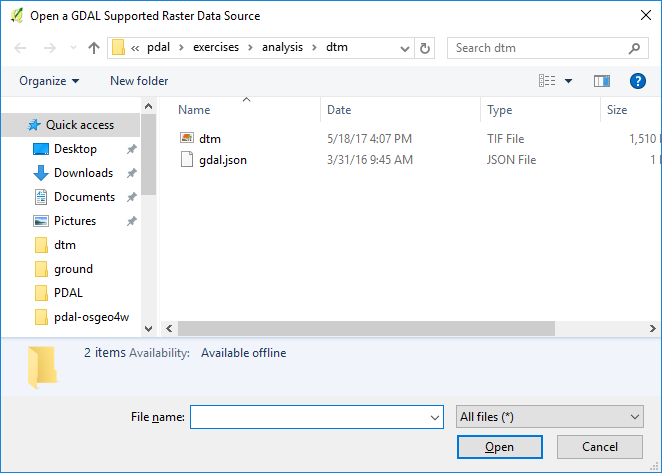 Open a GDAL Supported Raster Data Source
« pdal › exercises › analysis › dtm
Search dtm
Organize
New folder
Name Date Type Size
Quick access
Desktop
Downloads
Documents
Pictures
dtm
ground
PDAL
pdal-osgeo4w
dtm 5/18/17 4:07 PM TIF File 1,510
gdal.json 3/31/16 9:45 AM JSON File 1
2 items Availability: Available offline
File name:
All files (*)
Open
Cancel